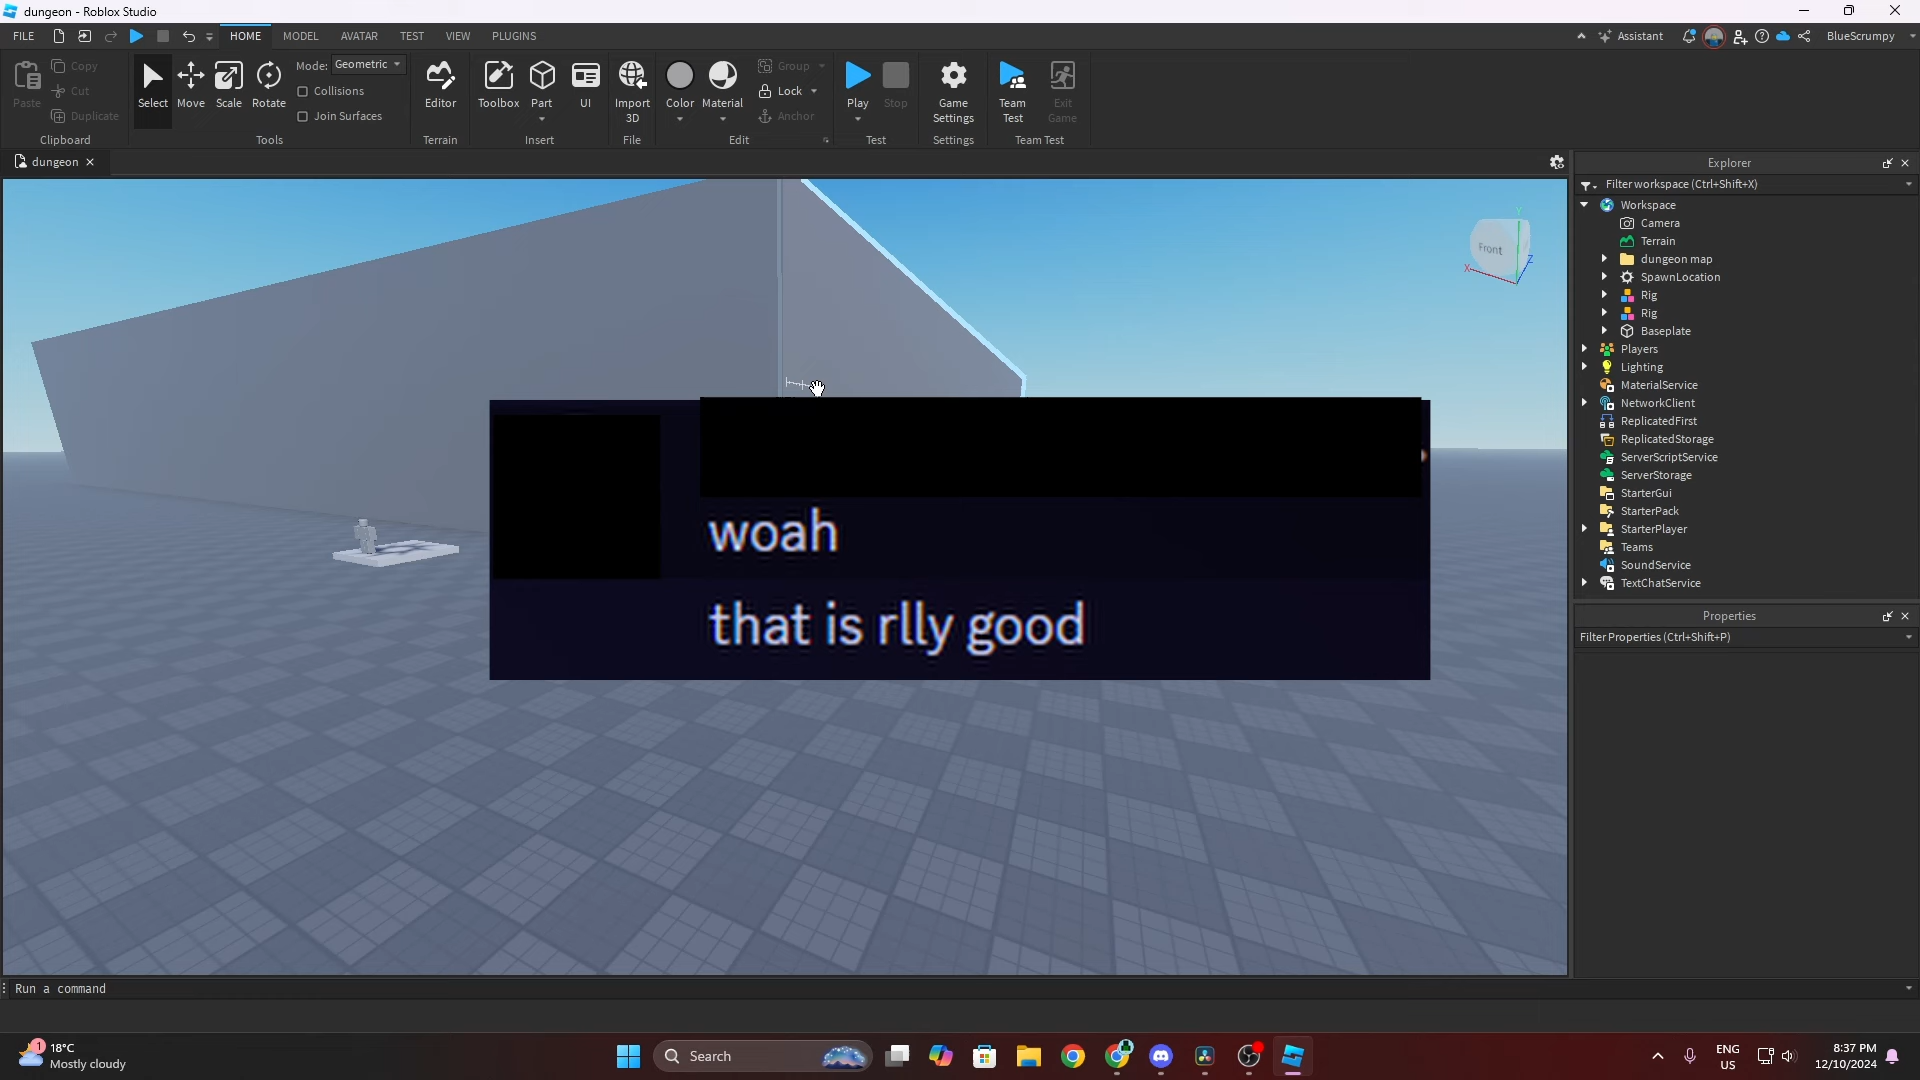 dungeon - Roblox Studio
FILE HOME MODEL AVATAR TEST VIEW PLUGINS Assistant BlueScrumpy
Paste Copy Cut Duplicate Clipboard
Select Move Scale Rotate Mode: Geometric Collisions Join Surfaces Tools
Editor Terrain
Toolbox Part UI Insert
Import 3D File
Color Material Group Lock Anchor Edit
Play Stop Test
Game Settings Settings
Team Test Exit Game Team Test
dungeon
Explorer
Filter workspace (Ctrl+Shift+X)
Workspace
Camera
Terrain
dungeon map
SpawnLocation
Rig
Rig
Baseplate
Players
Lighting
MaterialService
NetworkClient
ReplicatedFirst
ReplicatedStorage
ServerScriptService
ServerStorage
StarterGui
StarterPack
StarterPlayer
Teams
SoundService
TextChatService
Properties
Filter Properties (Ctrl+Shift+P)
Y
Front
X
Z
woah
that is rlly good
Run a command
1
18°C
Mostly cloudy
Search
ENG
US
8:37 PM
12/10/2024